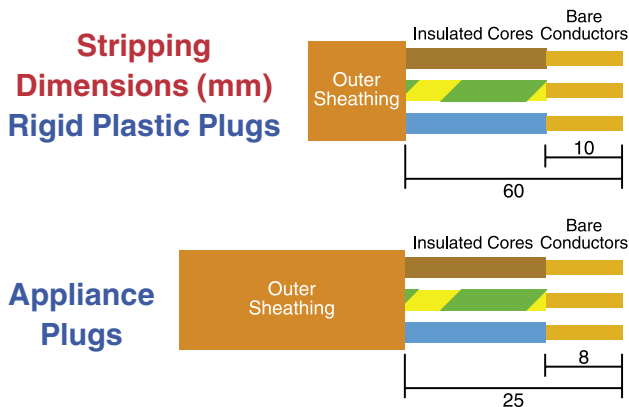 Stripping
Dimensions (mm)
Rigid Plastic Plugs
Insulated Cores
Bare
Conductors
Outer
Sheathing
10
60
Appliance
Plugs
Insulated Cores
Bare
Conductors
Outer
Sheathing
8
25